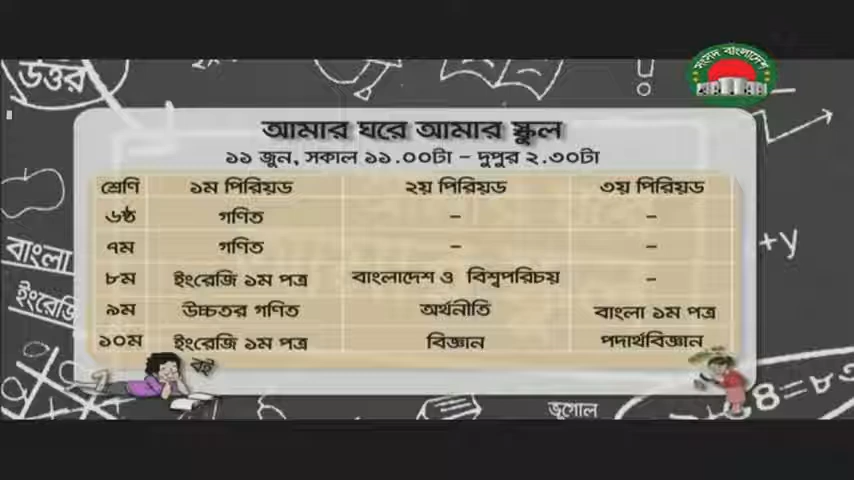 উত্তর
সংসদ বাংলাদেশ
আমার ঘরে আমার স্কুল
১১ জুন, সকাল ১১.০০টা - দুপুর ২.৩০টা
শ্রেণি ১ম পিরিয়ড ২য় পিরিয়ড ৩য় পিরিয়ড
৬ষ্ঠ গণিত - -
৭ম গণিত - -
৮ম ইংরেজি ১ম পত্র বাংলাদেশ ও বিশ্বপরিচয় -
৯ম উচ্চতর গণিত অর্থনীতি বাংলা ১ম পত্র
১০ম ইংরেজি ১ম পত্র বিজ্ঞান পদার্থবিজ্ঞান
বাংলা
ইংরেজি
+y
বই
ভূগোল